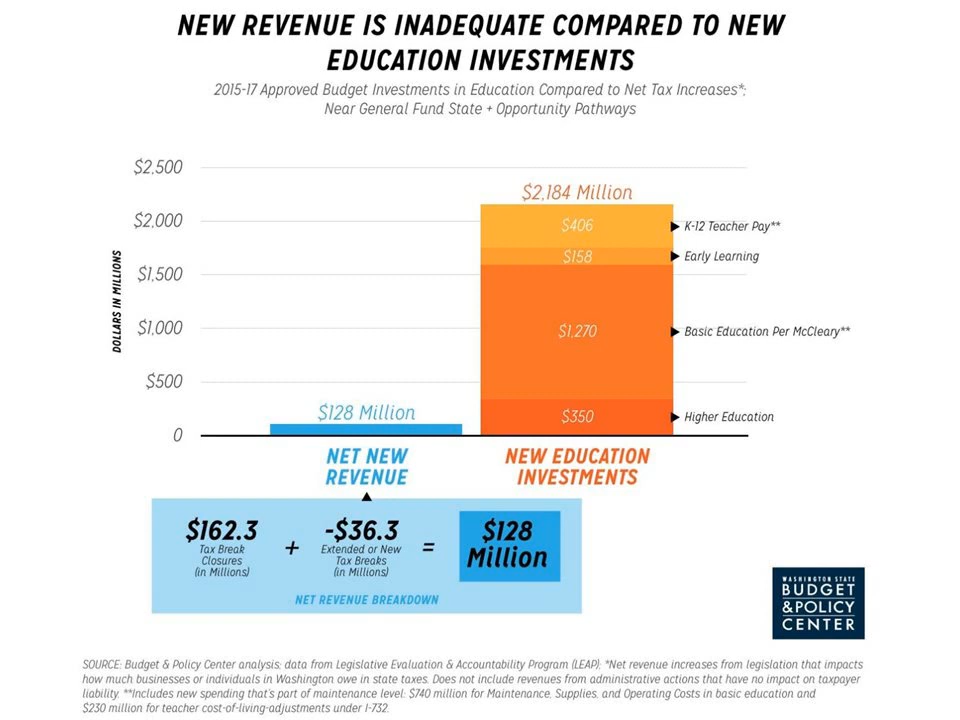 NEW REVENUE IS INADEQUATE COMPARED TO NEW
EDUCATION INVESTMENTS
2015-17 Approved Budget Investments in Education Compared to Net Tax Increases*;
Near General Fund State + Opportunity Pathways
DOLLARS IN MILLIONS
$2,500
$2,000
$1,500
$1,000
$500
0
$128 Million
$2,184 Million
$406
K-12 Teacher Pay**
$158
Early Learning
$1,270
Basic Education Per McCleary**
$350
Higher Education
NET NEW
REVENUE
NEW EDUCATION
INVESTMENTS
$162.3
Tax Break
Closures
(in Millions)
+
-$36.3
Extended or New
Tax Breaks
(in Millions)
=
$128
Million
NET REVENUE BREAKDOWN
WASHINGTON STATE
BUDGET
& POLICY
CENTER
SOURCE: Budget & Policy Center analysis; data from Legislative Evaluation & Accountability Program (LEAP); *Net revenue increases from legislation that impacts
how much businesses or individuals in Washington owe in state taxes. Does not include revenues from administrative actions that have no impact on taxpayer
liability. **Includes new spending that's part of maintenance level: $740 million for Maintenance, Supplies, and Operating Costs in basic education and
$230 million for teacher cost-of-living-adjustments under I-732.